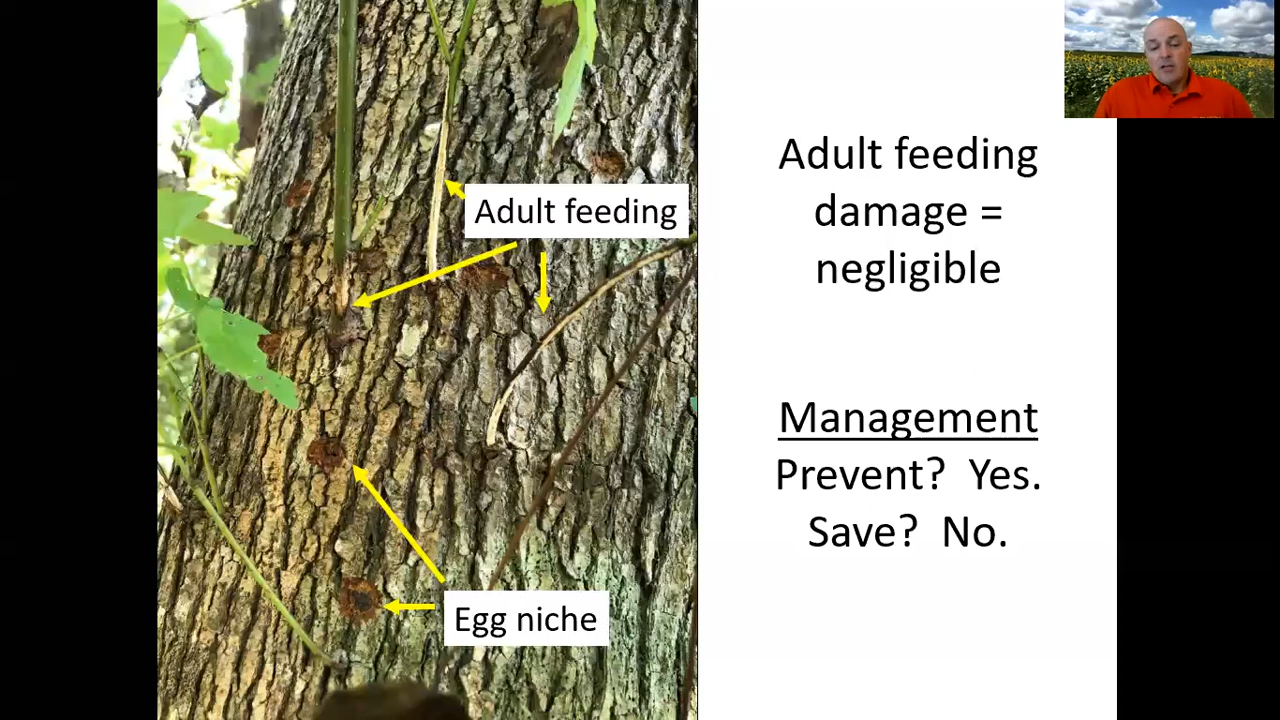 Adult feeding
Egg niche
Adult feeding
damage =
negligible
Management
Prevent?  Yes.
Save?  No.